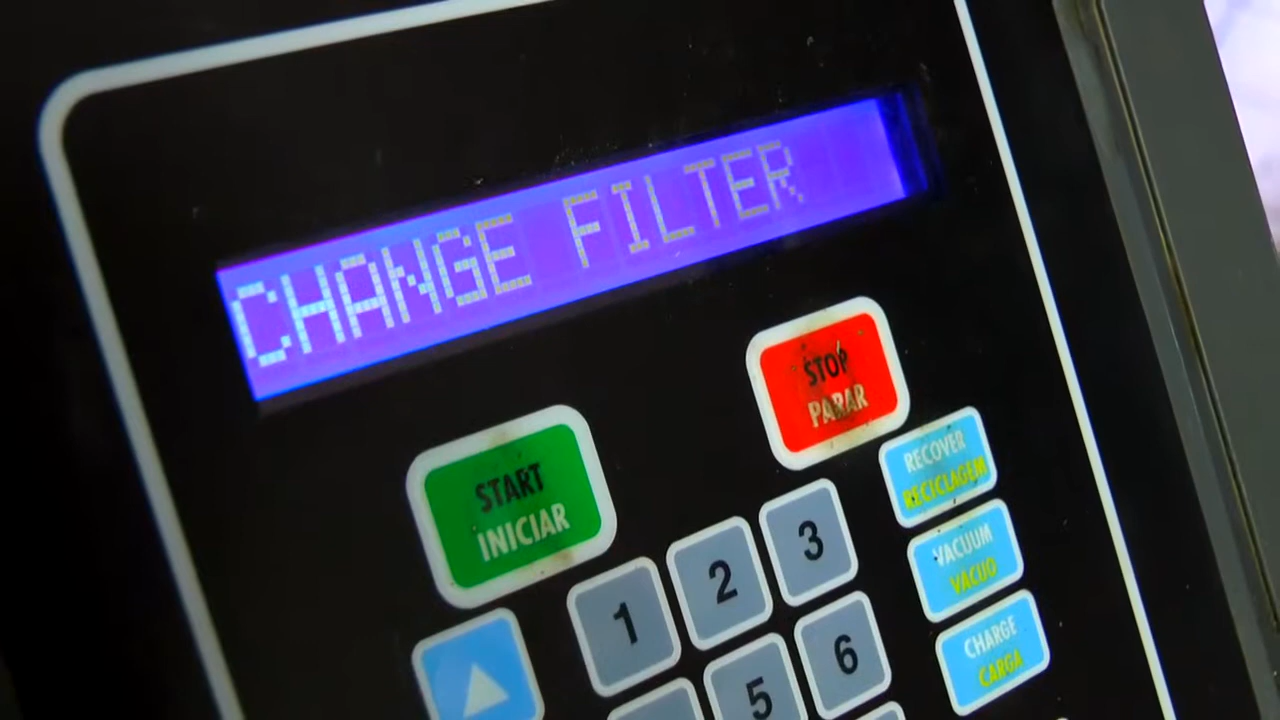 CHANGE FILTER
STOP
PARAR
START
INICIAR
RECOVER
RECICLAGEM
VACUUM
VACUO
CHARGE
CARGA
1
2
3
5
6